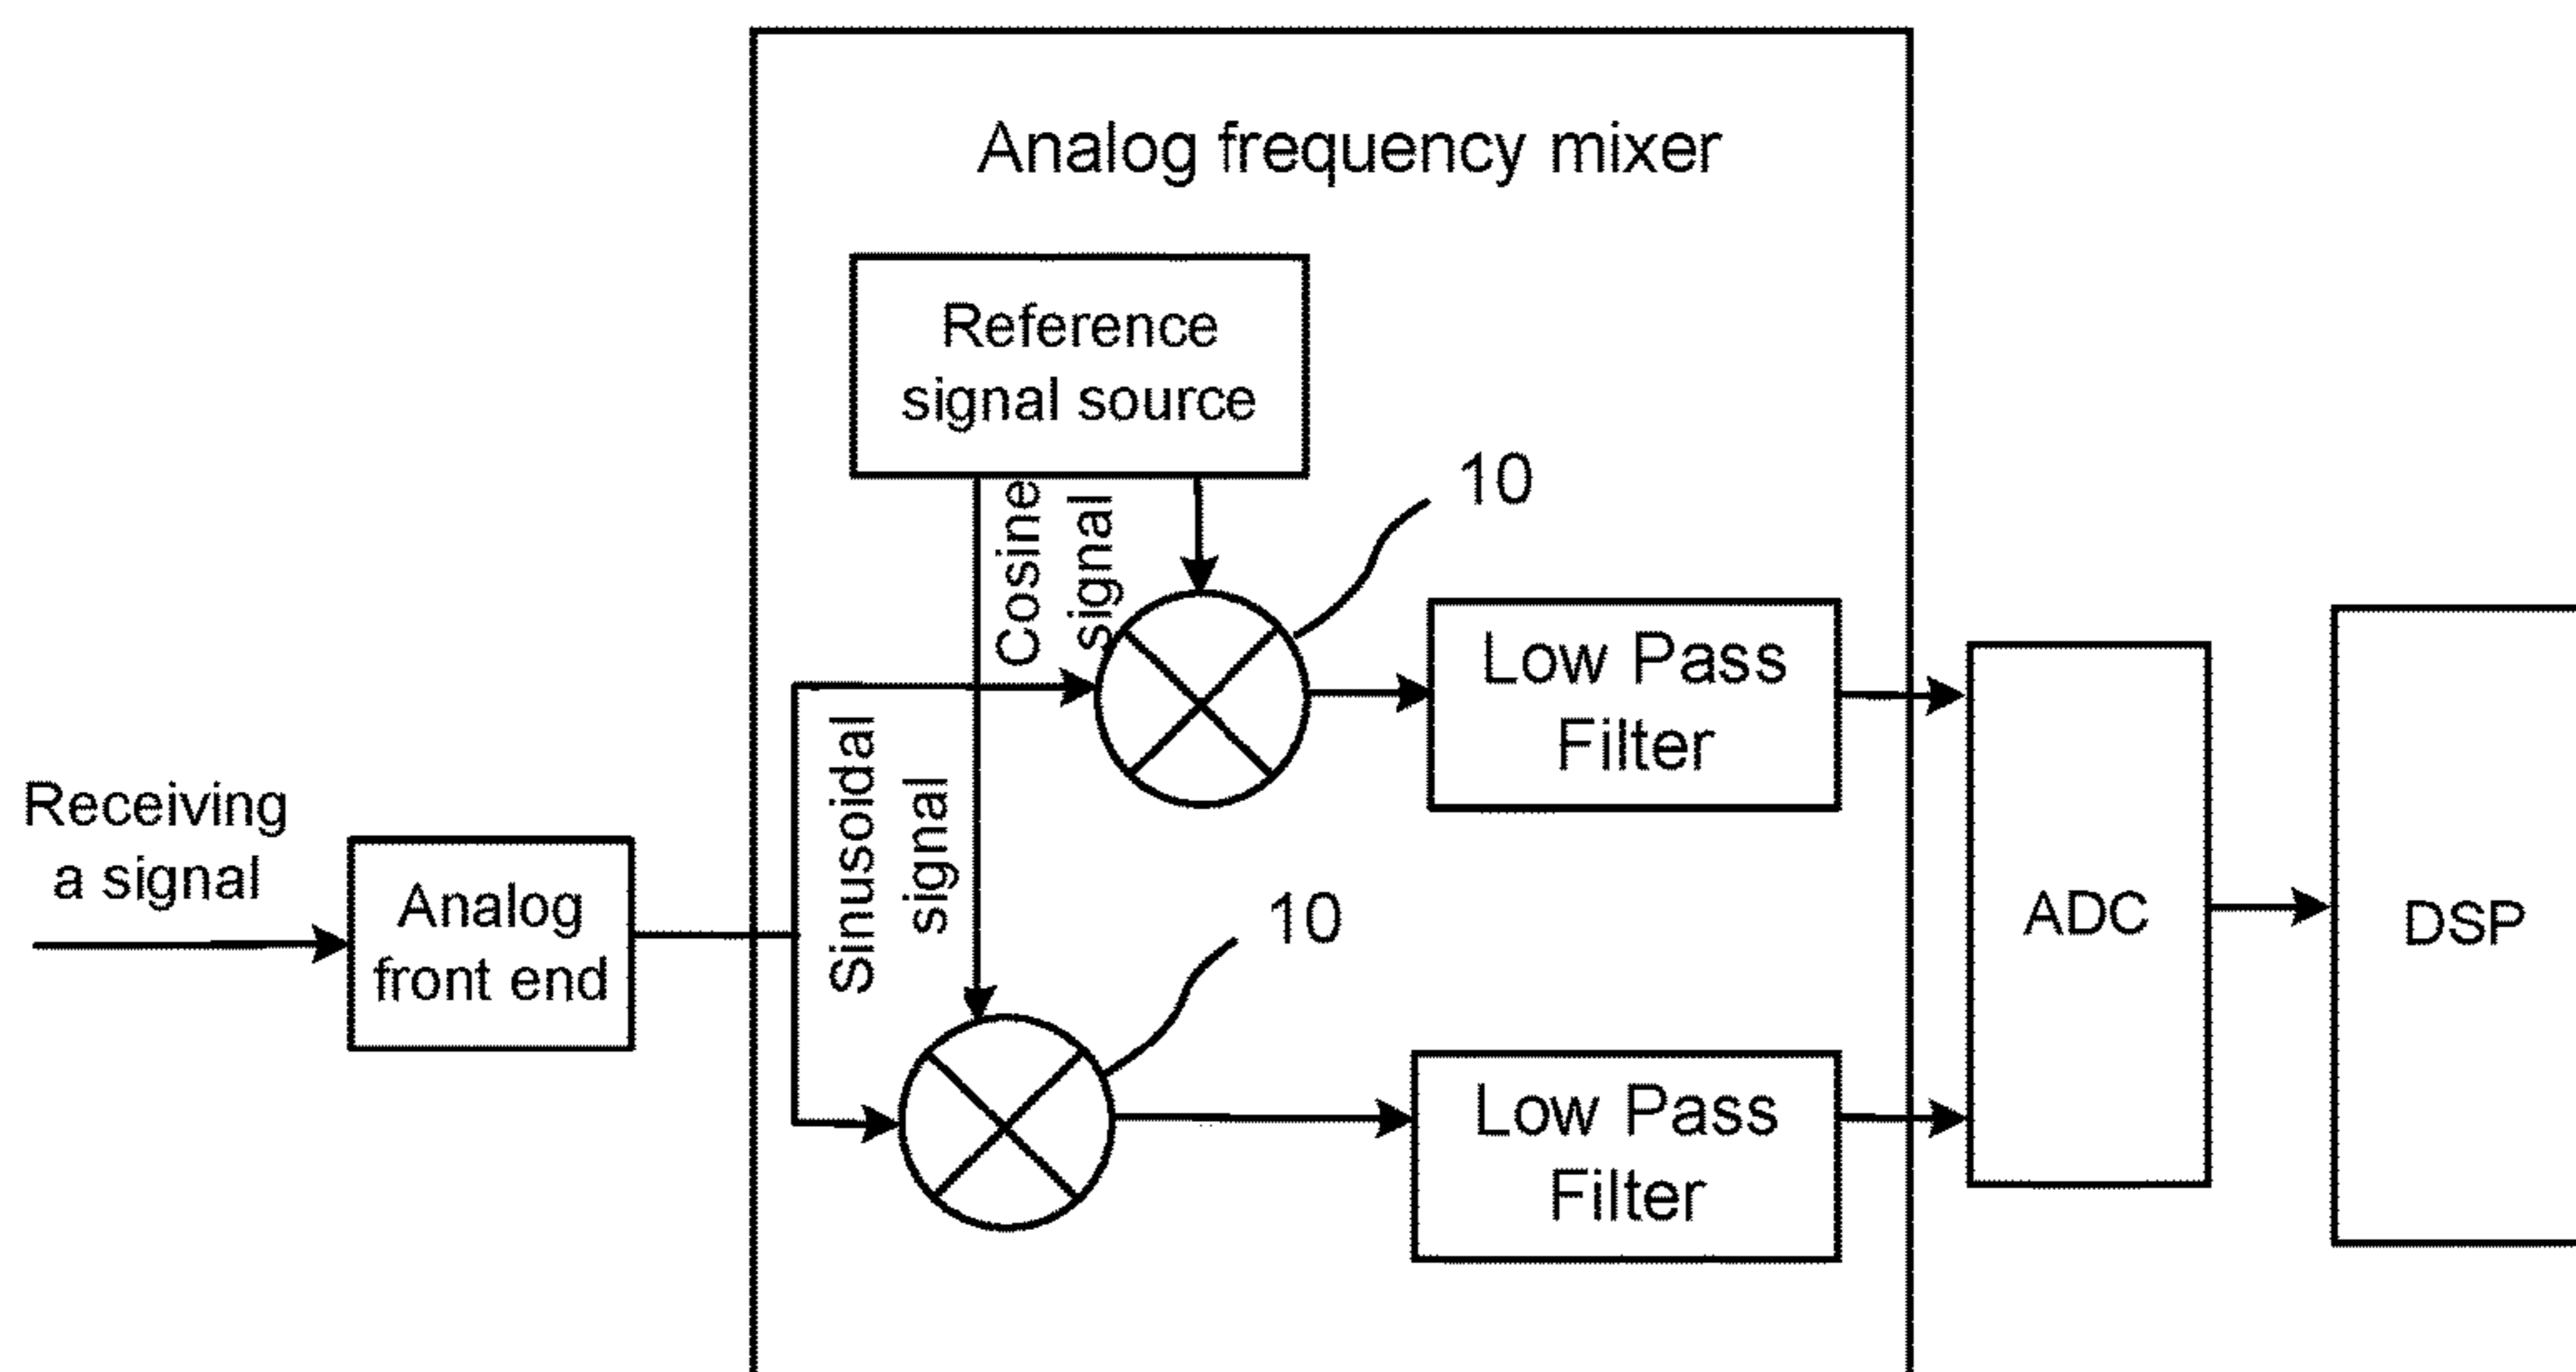 Analog frequency mixer
Reference
signal source
Cosine
signal
10
Low Pass
Filter
Sinusoidal
signal
Receiving
a signal
Analog
front end
10
Low Pass
Filter
ADC
DSP